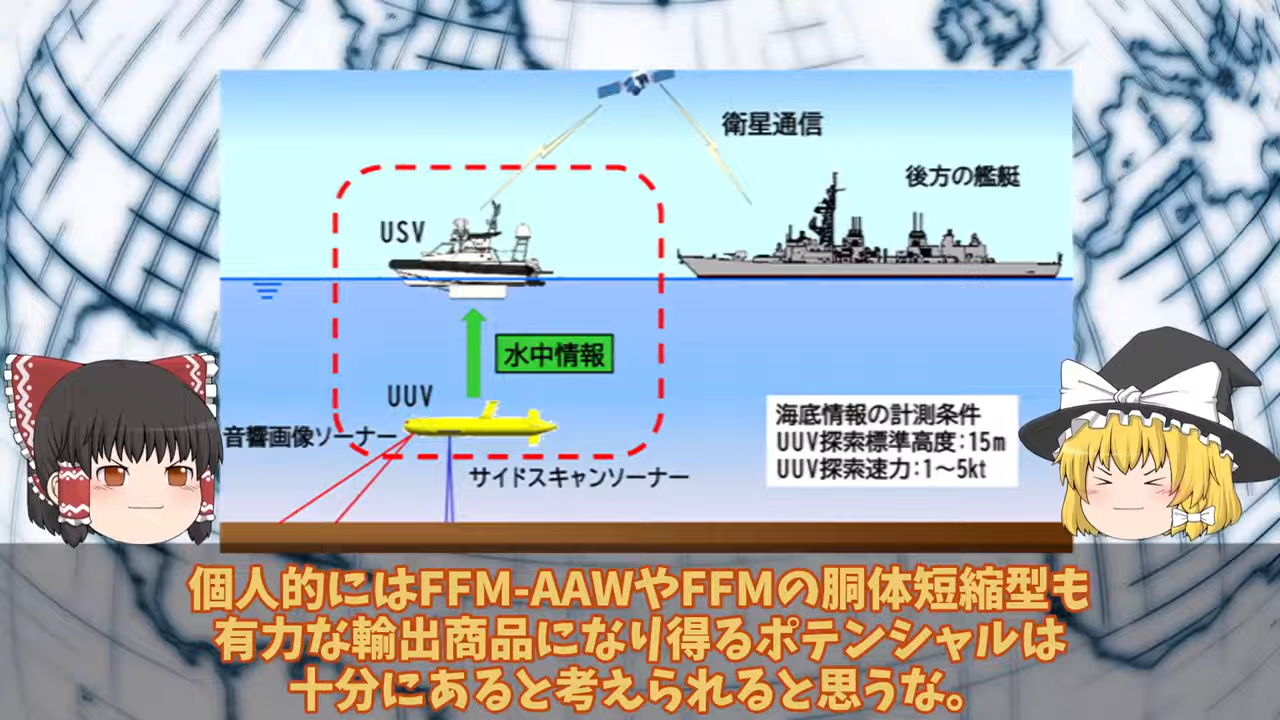 衛星通信
後方の艦艇
USV
水中情報
UUV
音響画像ソーナー
サイドスキャンソーナー
海底情報の計測条件
UUV探索標準高度:15m
UUV探索速力:1～5kt
個人的にはFFM-AAWやFFMの胴体短縮型も
有力な輸出商品になり得るポテンシャルは
十分にあると考えられると思うな。